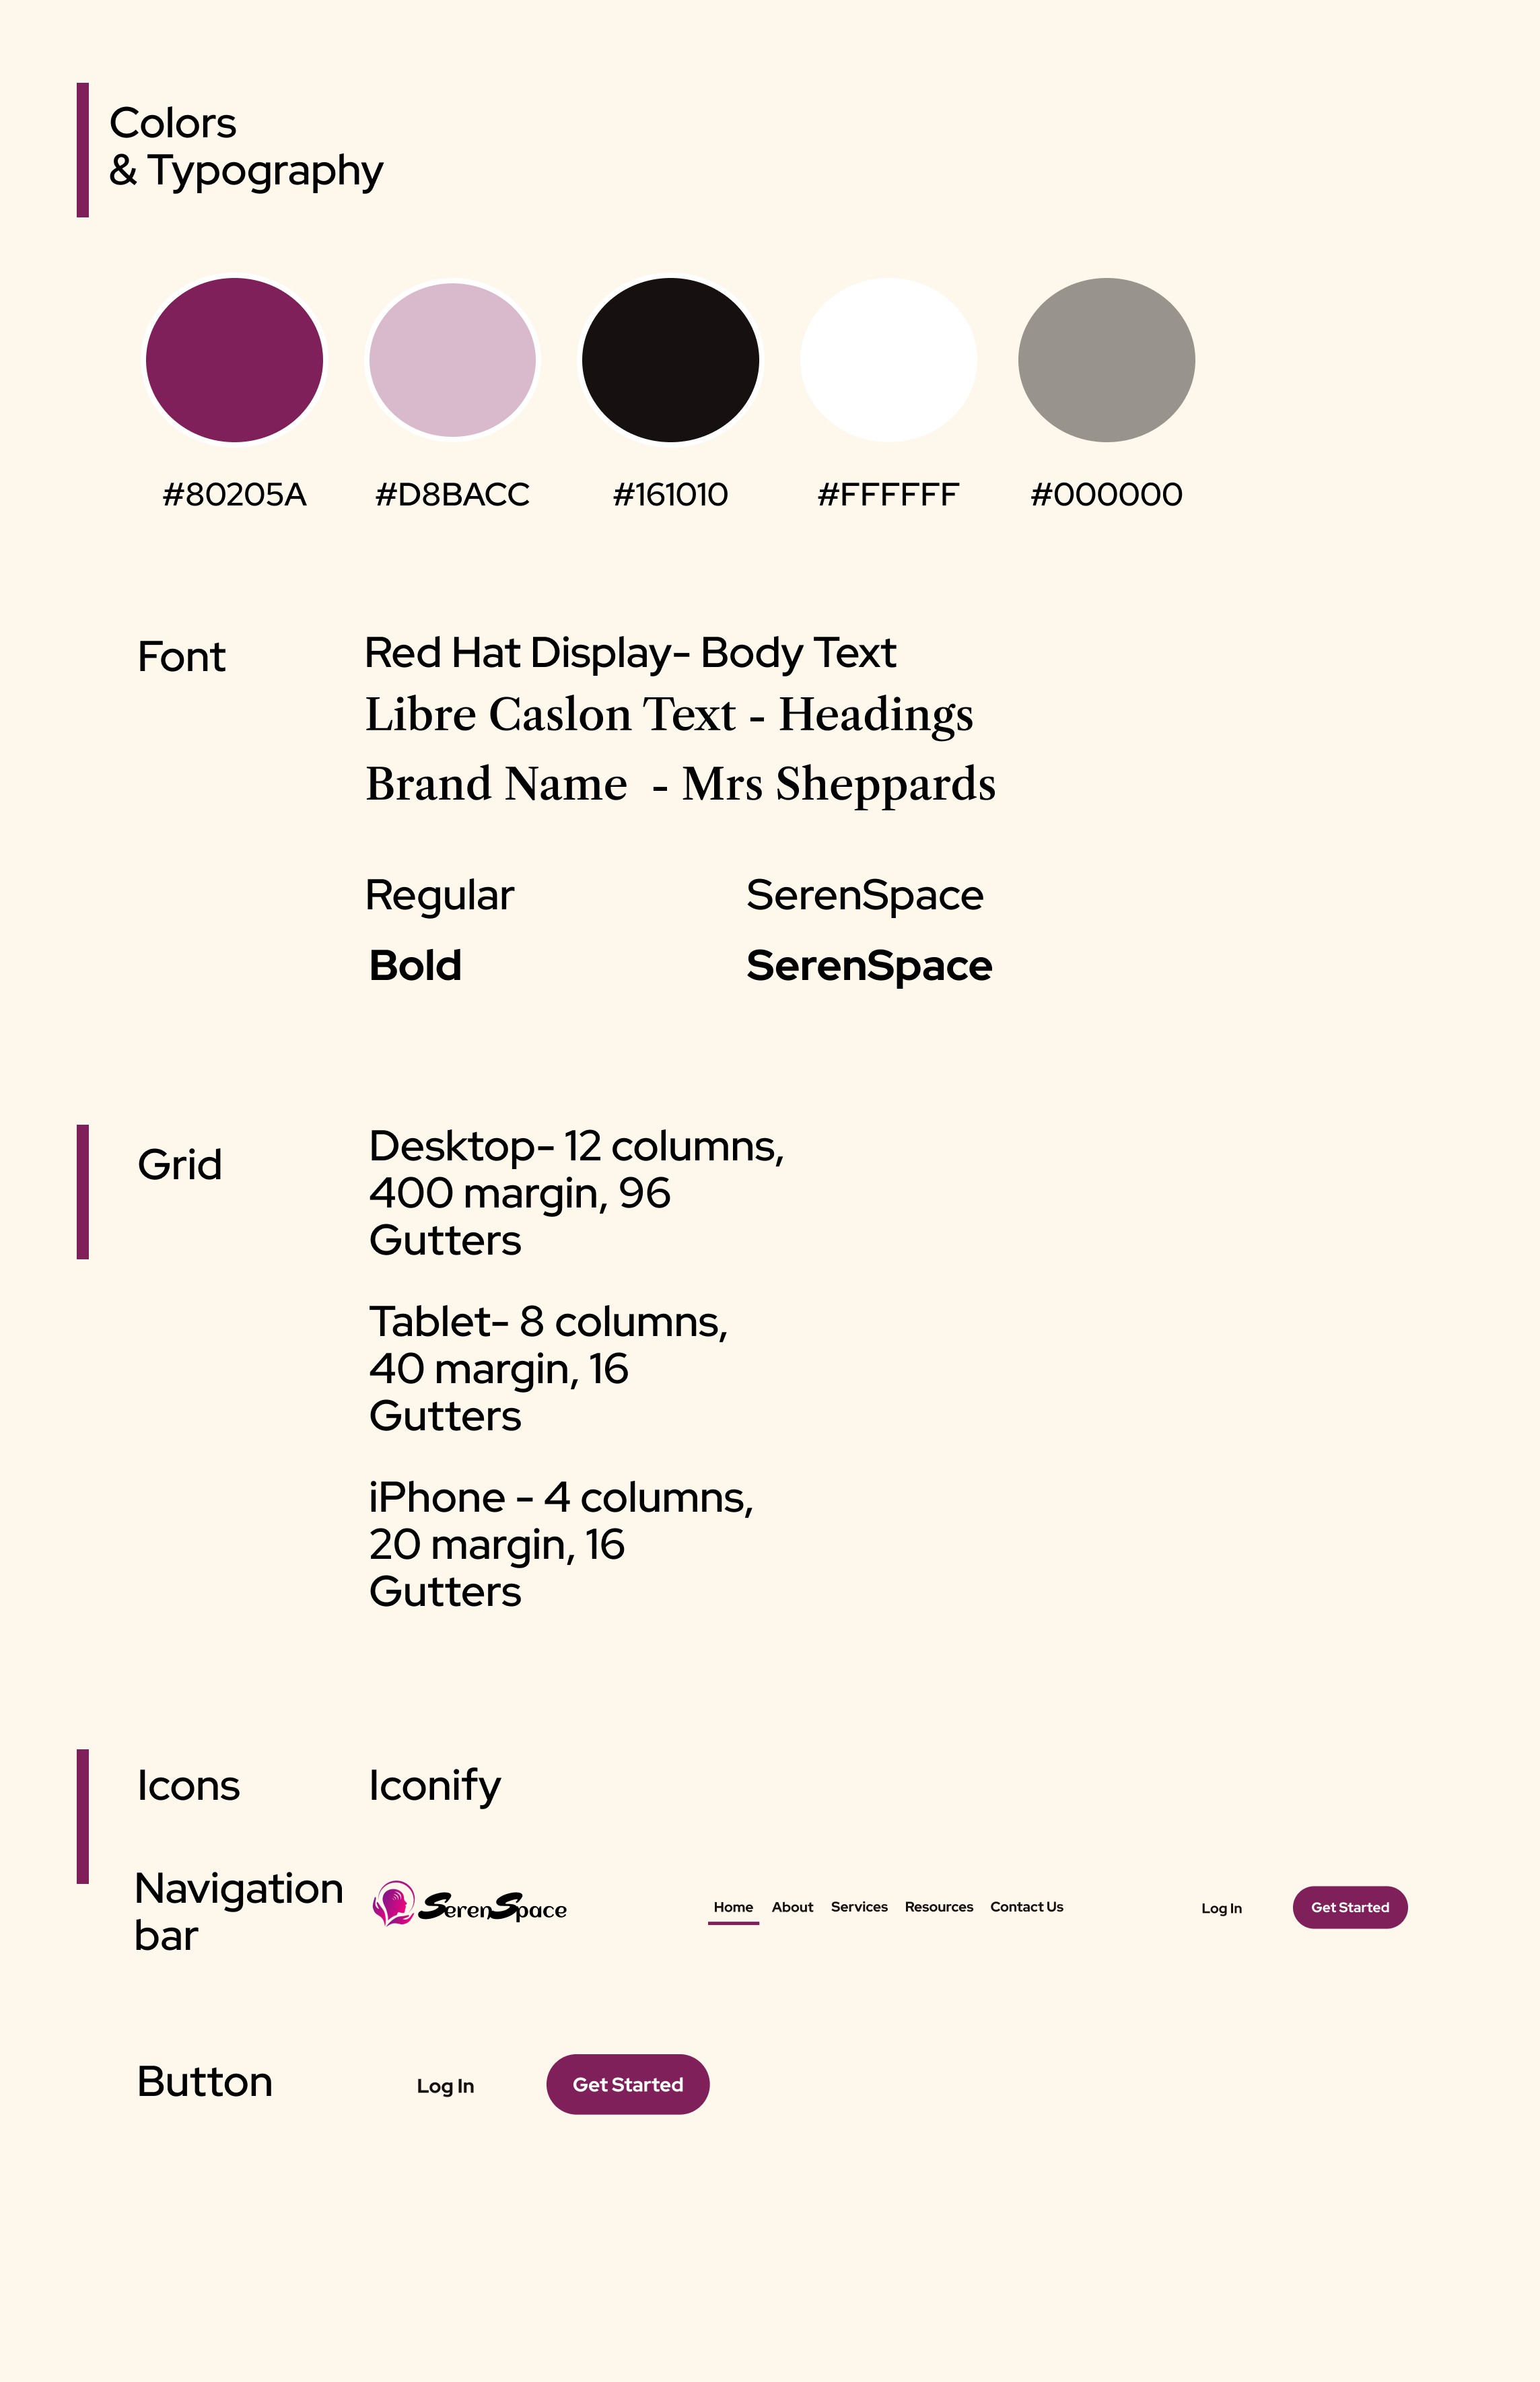 Colors
& Typography
#80205A #D8BACC #161010 #FFFFFF #000000
Font
Red Hat Display- Body Text
Libre Caslon Text - Headings
Brand Name - Mrs Sheppards
Regular SerenSpace
Bold SerenSpace
Grid
Desktop- 12 columns,
400 margin, 96
Gutters
Tablet- 8 columns,
40 margin, 16
Gutters
iPhone - 4 columns,
20 margin, 16
Gutters
Icons Iconify
Navigation
bar
SerenSpace Home About Services Resources Contact Us Log In Get Started
Button Log In Get Started